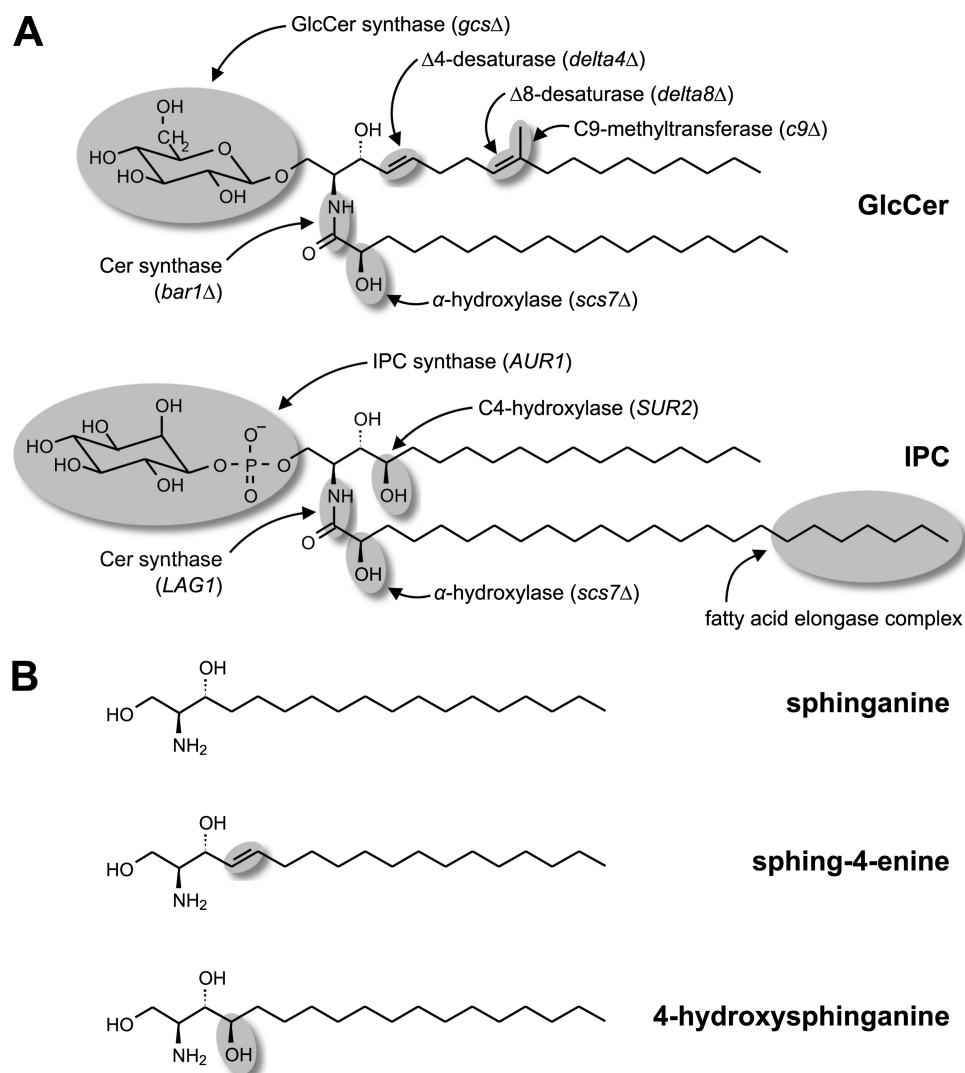 A
GlcCer synthase (gcsΔ)
Δ4-desaturase (delta4Δ)
Δ8-desaturase (delta8Δ)
C9-methyltransferase (c9Δ)
OH
CH2
HO
O
HO
OH
O
OH
NH
O
OH
GlcCer
Cer synthase
(bar1Δ)
α-hydroxylase (scs7Δ)
IPC synthase (AUR1)
C4-hydroxylase (SUR2)
OH
HO
HO
HO
OH
O
O−
P
O
O
OH
OH
NH
O
OH
IPC
Cer synthase
(LAG1)
α-hydroxylase (scs7Δ)
fatty acid elongase complex
B
OH
HO
NH2
sphinganine
OH
HO
NH2
sphing-4-enine
OH
HO
NH2
OH
4-hydroxysphinganine